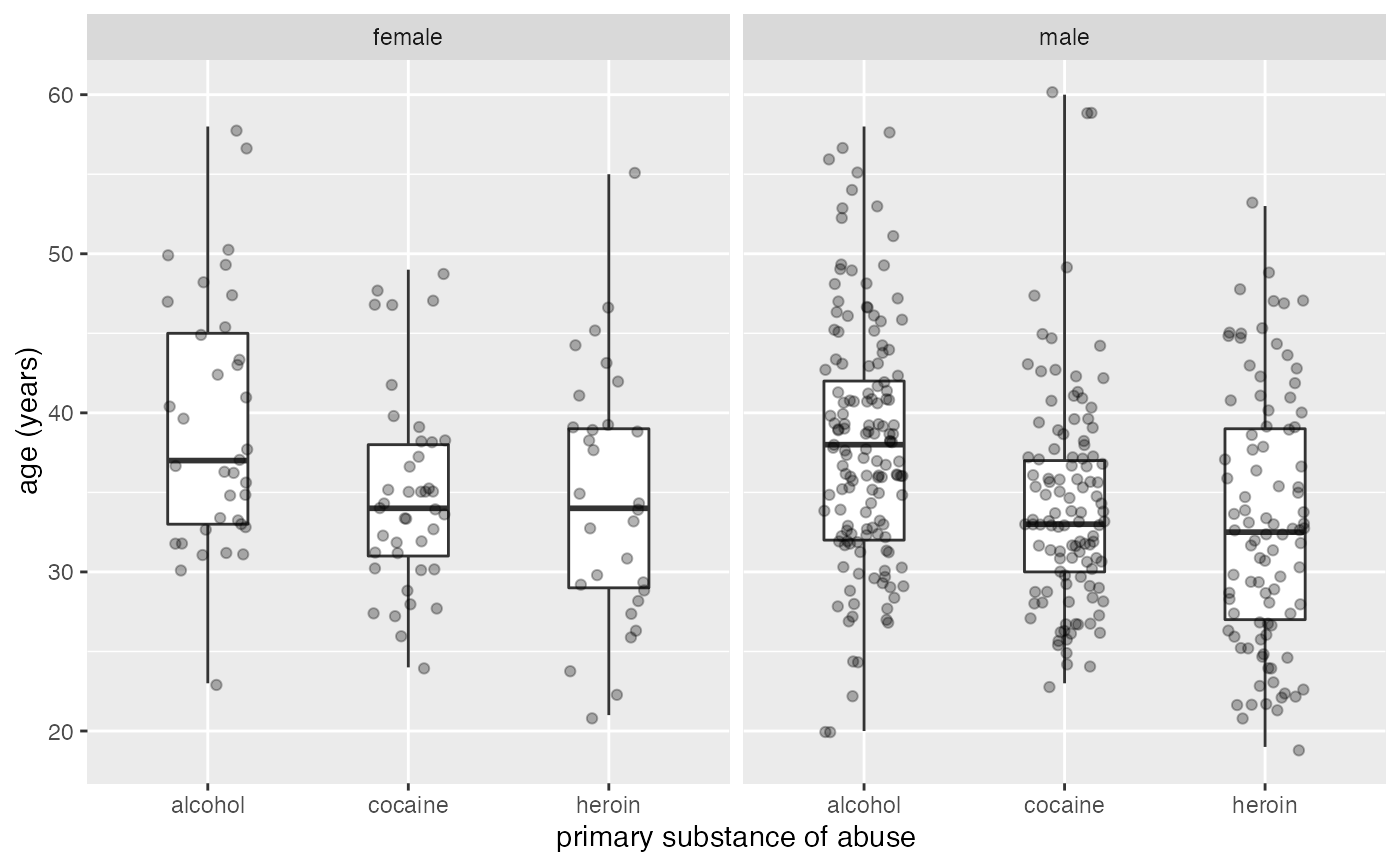 female
male
60
50
40
30
20
age (years)
alcohol
cocaine
heroin
alcohol
cocaine
heroin
primary substance of abuse